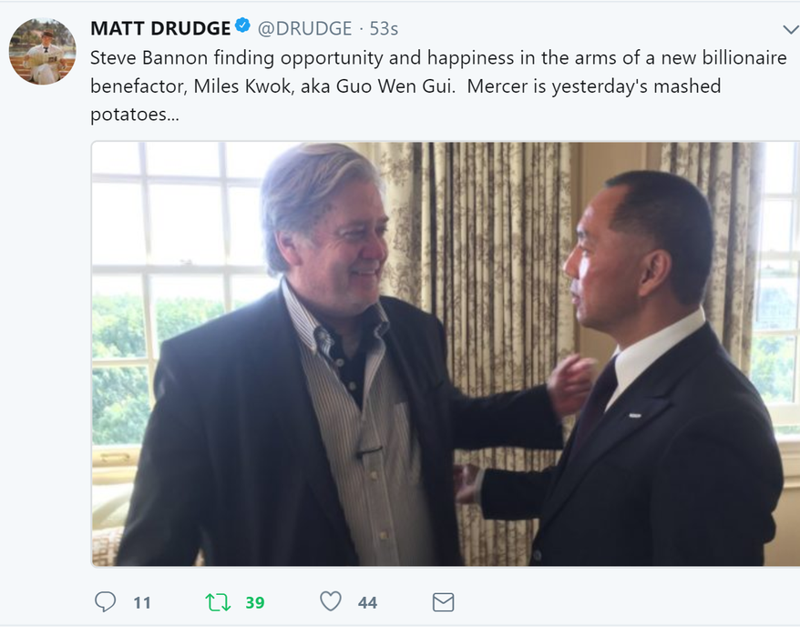 MATT DRUDGE @DRUDGE · 53s
Steve Bannon finding opportunity and happiness in the arms of a new billionaire
benefactor, Miles Kwok, aka Guo Wen Gui.  Mercer is yesterday's mashed
potatoes...
11 39 44